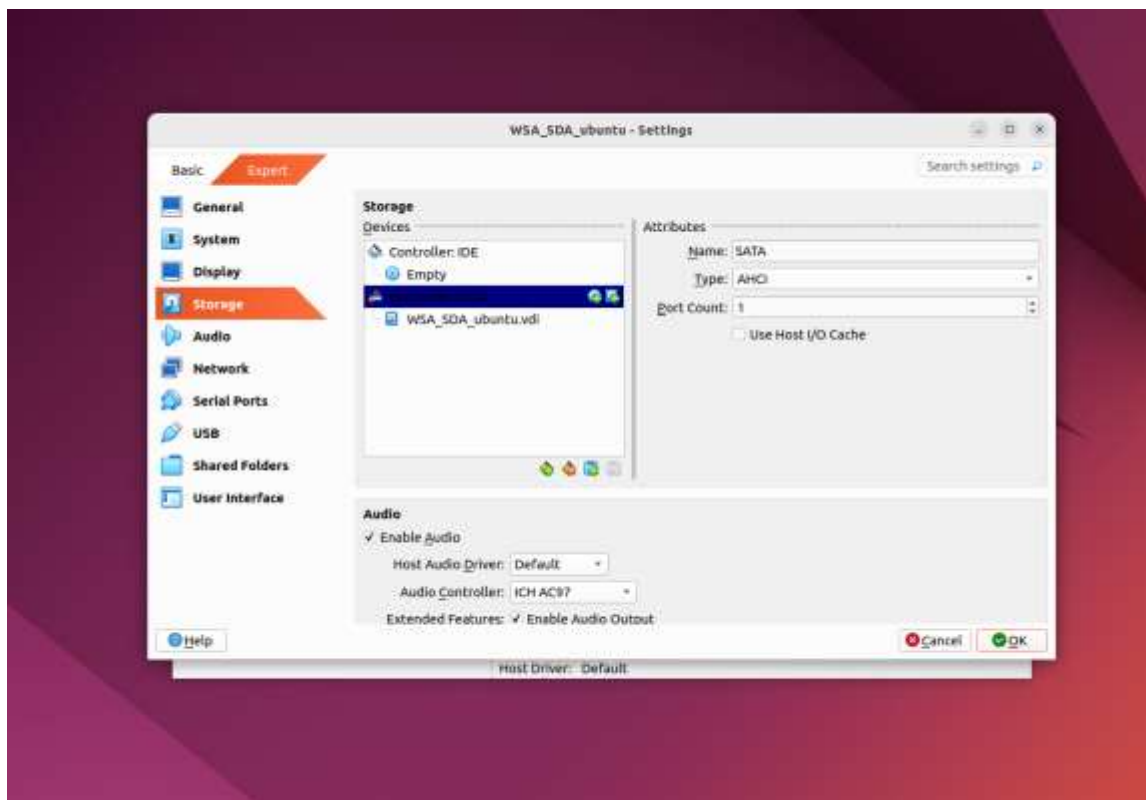 WSA_SDA_ubuntu - Settings
Basic
Expert
Search settings
General
System
Display
Storage
Audio
Network
Serial Ports
USB
Shared Folders
User Interface
Storage
Devices
Controller: IDE
Empty
WSA_SDA_ubuntu.vdi
Attributes
Name: SATA
Type: AHCI
Port Count: 1
Use Host I/O Cache
Audio
Enable Audio
Host Audio Driver: Default
Audio Controller: ICH AC97
Extended Features: Enable Audio Output
Help
Cancel
OK
Host Driver: Default